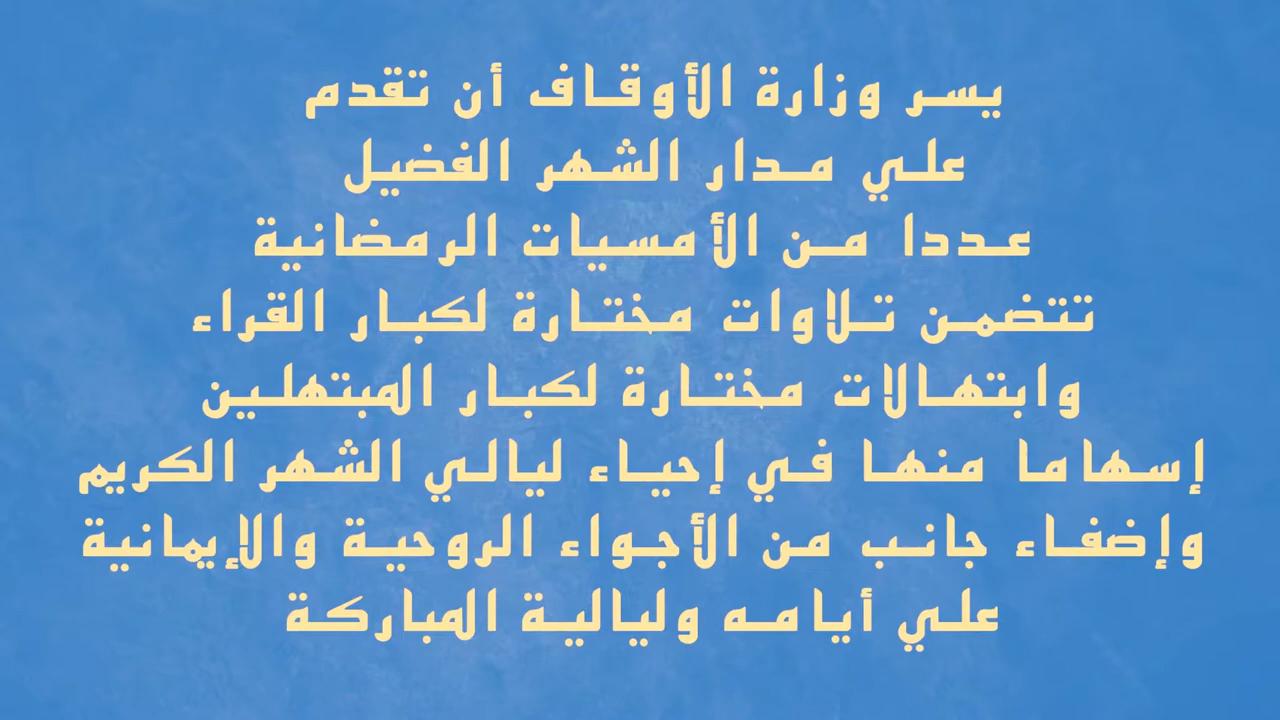 يسر وزارة الأوقاف أن تقدم
علي مدار الشهر الفضيل
عددا من الأمسيات الرمضانية
تتضمن تلاوات مختارة لكبار القراء
وابتهالات مختارة لكبار المبتهلين
إسهاما منها في إحياء ليالي الشهر الكريم
وإضفاء جانب من الأجواء الروحية والإيمانية
علي أيامه وليالية المباركة